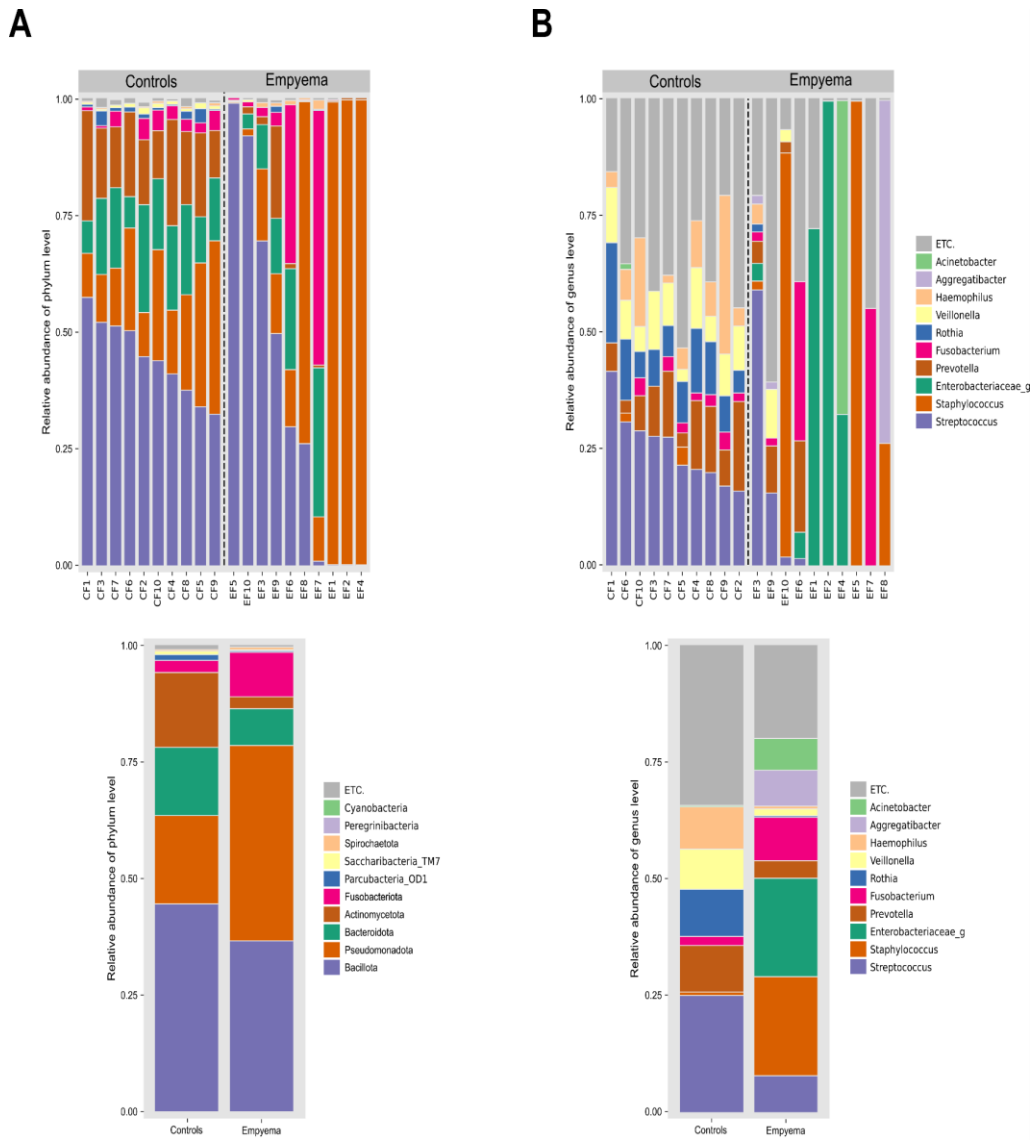 A
B
Controls
Empyema
Relative abundance of phylum level
1.00
0.75
0.50
0.25
0.00
CF1
CF3
CF7
CF6
CF2
CF10
CF4
CF8
CF5
CF9
EF5
EF10
EF3
EF9
EF6
EF8
EF7
EF1
EF2
EF4
Controls
Empyema
Relative abundance of genus level
1.00
0.75
0.50
0.25
0.00
CF1
CF6
CF10
CF3
CF7
CF5
CF4
CF8
CF9
CF2
EF3
EF9
EF10
EF6
EF1
EF2
EF4
EF5
EF7
EF8
ETC.
Acinetobacter
Aggregatibacter
Haemophilus
Veillonella
Rothia
Fusobacterium
Prevotella
Enterobacteriaceae_g
Staphylococcus
Streptococcus
Relative abundance of phylum level
1.00
0.75
0.50
0.25
0.00
Controls
Empyema
ETC.
Cyanobacteria
Peregrinibacteria
Spirochaetota
Saccharibacteria_TM7
Parcubacteria_OD1
Fusobacteriota
Actinomycetota
Bacteroidota
Pseudomonadota
Bacillota
Relative abundance of genus level
1.00
0.75
0.50
0.25
0.00
Controls
Empyema
ETC.
Acinetobacter
Aggregatibacter
Haemophilus
Veillonella
Rothia
Fusobacterium
Prevotella
Enterobacteriaceae_g
Staphylococcus
Streptococcus